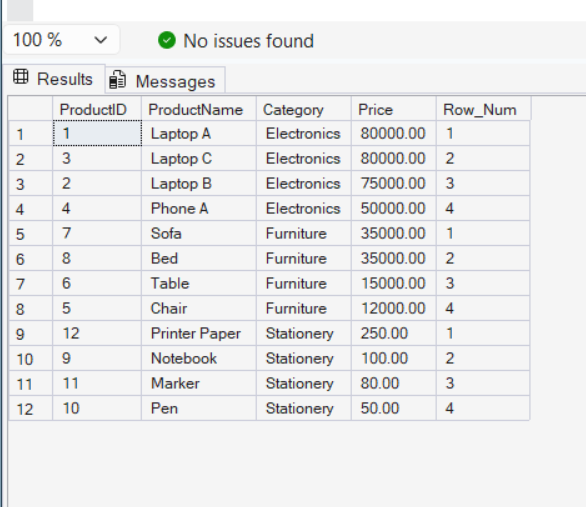 100 % No issues found
Results Messages
ProductID ProductName Category Price Row_Num
1 1 Laptop A Electronics 80000.00 1
2 3 Laptop C Electronics 80000.00 2
3 2 Laptop B Electronics 75000.00 3
4 4 Phone A Electronics 50000.00 4
5 7 Sofa Furniture 35000.00 1
6 8 Bed Furniture 35000.00 2
7 6 Table Furniture 15000.00 3
8 5 Chair Furniture 12000.00 4
9 12 Printer Paper Stationery 250.00 1
10 9 Notebook Stationery 100.00 2
11 11 Marker Stationery 80.00 3
12 10 Pen Stationery 50.00 4